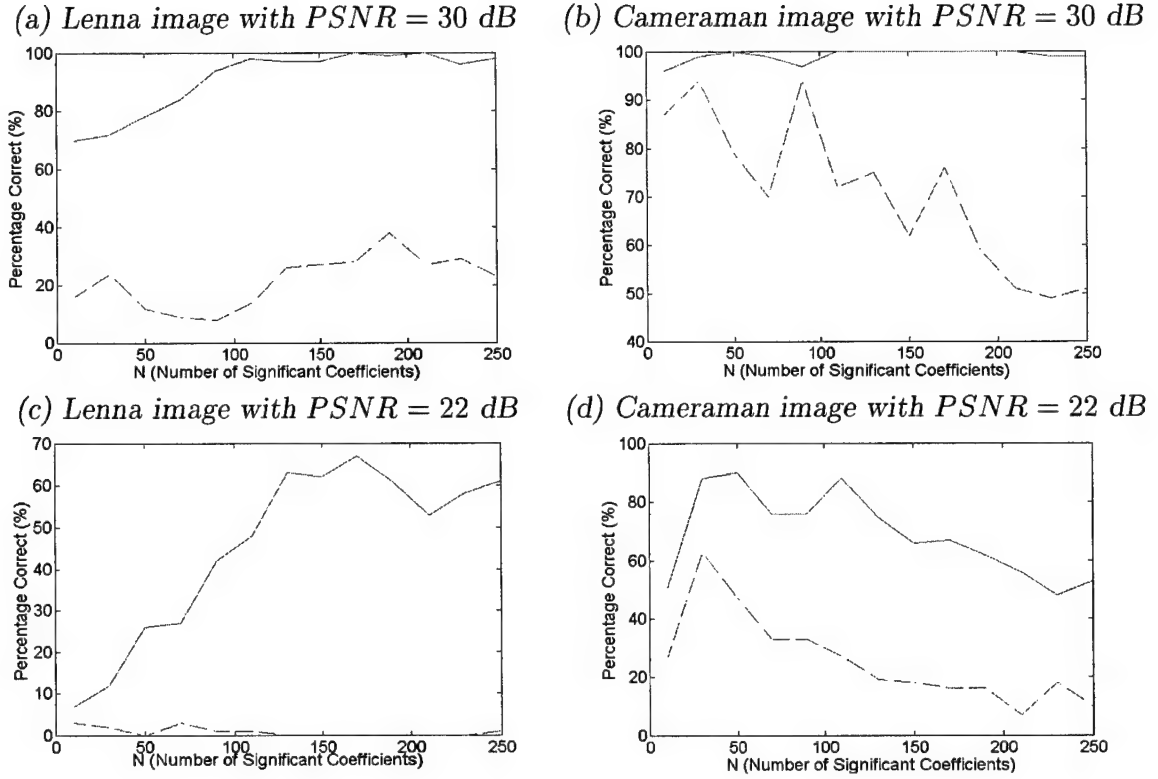 (a) Lenna image with PSNR = 30 dB
(b) Cameraman image with PSNR = 30 dB
100
80
60
40
20
0
Percentage Correct (%)
0 50 100 150 200 250
N (Number of Significant Coefficients)
100
90
80
70
60
50
40
Percentage Correct (%)
0 50 100 150 200 250
N (Number of Significant Coefficients)
(c) Lenna image with PSNR = 22 dB
(d) Cameraman image with PSNR = 22 dB
70
60
50
40
30
20
10
0
Percentage Correct (%)
0 50 100 150 200 250
N (Number of Significant Coefficients)
100
80
60
40
20
0
Percentage Correct (%)
0 50 100 150 200 250
N (Number of Significant Coefficients)